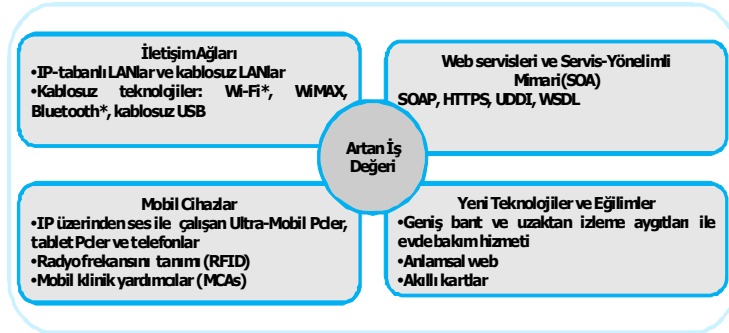 İletişim Ağları
•IP-tabanlı LANlar ve kablosuz LANlar
•Kablosuz teknolojiler: Wi-Fi*, WiMAX,
Bluetooth*, kablosuz USB
Web servisleri ve Servis-Yönelimli
Mimari(SOA)
SOAP, HTTPS, UDDI, WSDL
Artan İş
Değeri
Mobil Cihazlar
•IP üzerinden ses ile çalışan Ultra-Mobil Pcler,
tablet Pcler ve telefonlar
•Radyo frekansını tanımı (RFID)
•Mobil klinik yardımcılar (MCAs)
Yeni Teknolojiler ve Eğilimler
•Geniş bant ve uzaktan izleme aygıtları ile
evde bakım hizmeti
•Anlamsal web
•Akıllı kartlar